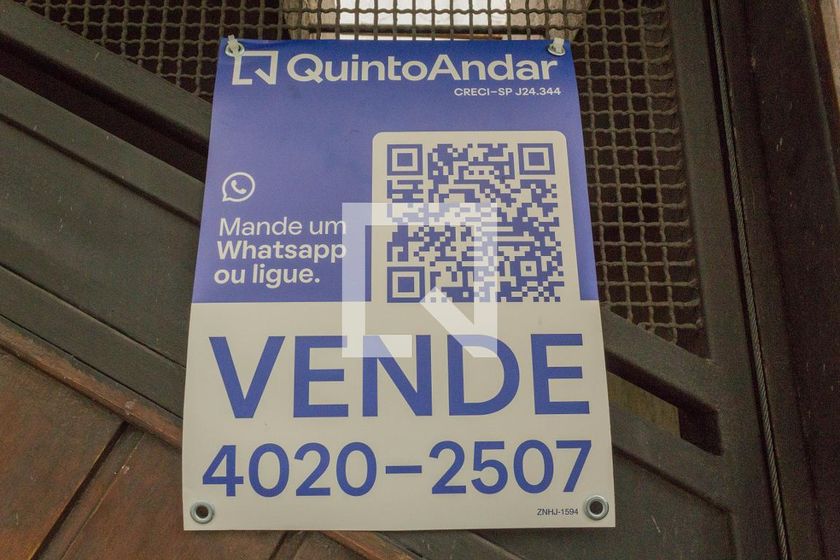 QuintoAndar
CRECI-SP J24.344
Mande um
Whatsapp
ou ligue.
VENDE
4020-2507
ZNHJ-1594